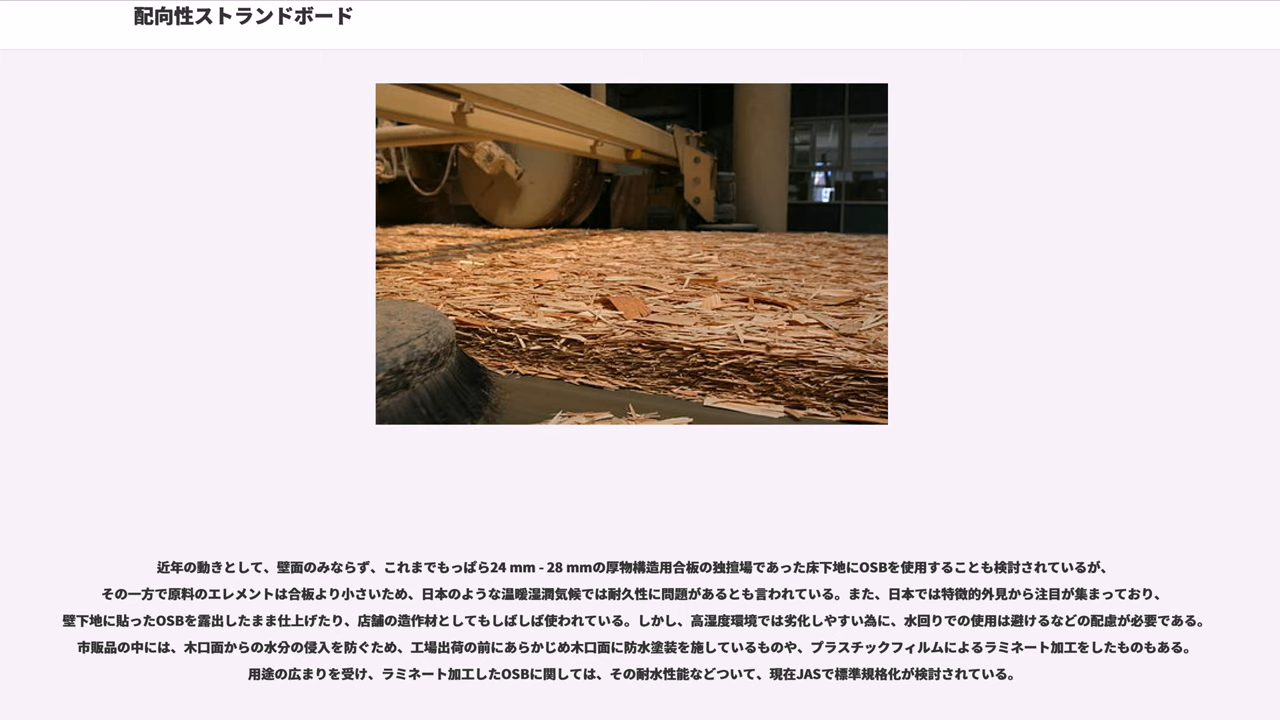 配向性ストランドボード
近年の動きとして、壁面のみならず、これまでもっぱら24 mm - 28 mmの厚物構造用合板の独擅場であった床下地にOSBを使用することも検討されているが、
その一方で原料のエレメントは合板より小さいため、日本のような温暖湿潤気候では耐久性に問題があるとも言われている。また、日本では特徴的外見から注目が集まっており、
壁下地に貼ったOSBを露出したまま仕上げたり、店舗の造作材としてもしばしば使われている。しかし、高湿度環境では劣化しやすい為に、水回りでの使用は避けるなどの配慮が必要である。
市販品の中には、木口面からの水分の侵入を防ぐため、工場出荷の前にあらかじめ木口面に防水塗装を施しているものや、プラスチックフィルムによるラミネート加工をしたものもある。
用途の広まりを受け、ラミネート加工したOSBに関しては、その耐水性能などついて、現在JASで標準規格化が検討されている。